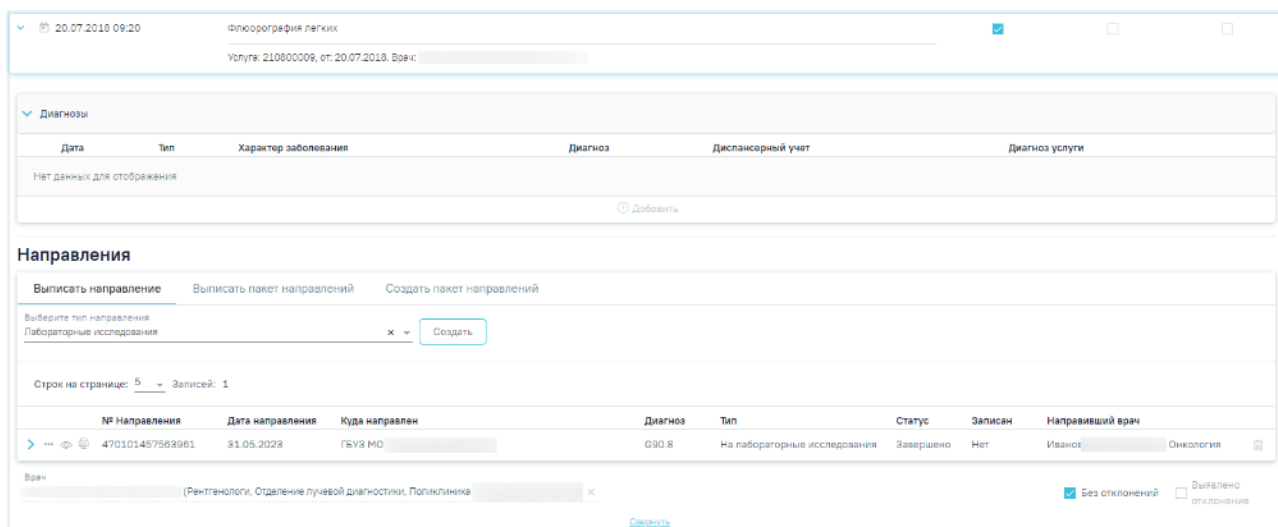 20.07.2018 09:20 Флюорография легких
Услуга: 210800009, от: 20.07.2018. Врач:
Диагнозы
Дата Тип Характер заболевания Диагноз Диспансерный учет Диагноз услуги
Нет данных для отображения
Добавить
Направления
Выписать направление Выписать пакет направлений Создать пакет направлений
Выберите тип направления
Лабораторные исследования Создать
Строк на странице: 5 Записей: 1
№ Направления Дата направления Куда направлен Диагноз Тип Статус Записан Направивший врач
470101457563961 31.05.2023 ГБУЗ МО G90.8 На лабораторные исследования Завершено Нет Иванов Онкология
Врач
(Рентгенологи, Отделение лучевой диагностики, Поликлиника Без отклонений Выявлено
отклонение
Свернуть